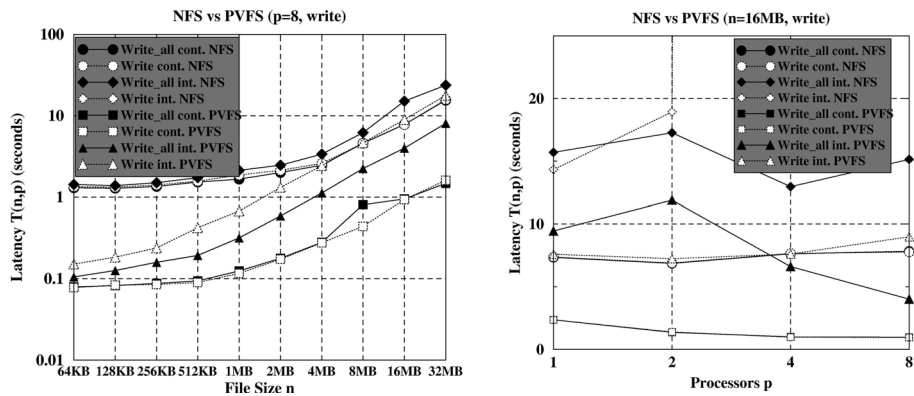 NFS vs PVFS (p=8, write)
100
10
1
0.1
0.01
Latency T(n,p) (seconds)
Write_all cont. NFS
Write cont. NFS
Write_all int. NFS
Write int. NFS
Write_all cont. PVFS
Write cont. PVFS
Write_all int. PVFS
Write int. PVFS
64KB 128KB 256KB 512KB 1MB 2MB 4MB 8MB 16MB 32MB
File Size n
NFS vs PVFS (n=16MB, write)
20
10
0
Latency T(n,p) (seconds)
Write_all cont. NFS
Write cont. NFS
Write_all int. NFS
Write int. NFS
Write_all cont. PVFS
Write cont. PVFS
Write_all int. PVFS
Write int. PVFS
1 2 4 8
Processors p